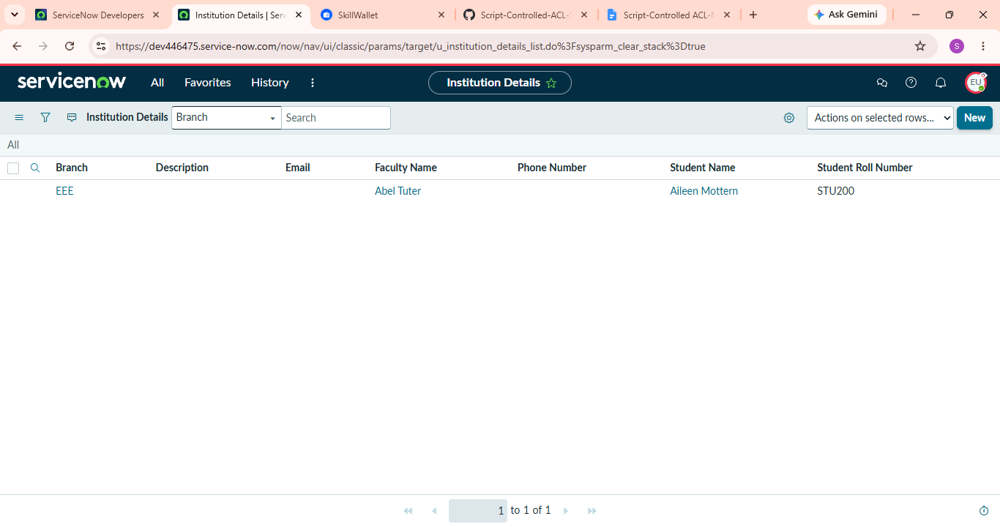 ServiceNow Developers
Institution Details | Serv
SkillWallet
Script-Controlled-ACL-S
Script-Controlled ACL-M
Ask Gemini
https://dev446475.service-now.com/now/nav/ui/classic/params/target/u_institution_details_list.do%3Fsysparm_clear_stack%3Dtrue
S
servicenow
All
Favorites
History
Institution Details
EU
Institution Details
Branch
Search
Actions on selected rows...
New
All
Branch Description Email Faculty Name Phone Number Student Name Student Roll Number
EEE Abel Tuter Aileen Mottern STU200
1 to 1 of 1